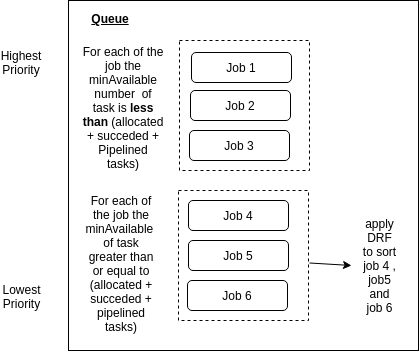 Queue
Highest
Priority
For each of the
job the
minAvailable
number of
task is less
than (allocated
+ succeded +
Pipelined
tasks)
Job 1
Job 2
Job 3
For each of
the job the
minAvailable
of task
greater than
or equal to
(allocated +
succeded +
pipelined
tasks)
Job 4
Job 5
Job 6
apply
DRF
to sort
job 4 ,
job5
and
job 6
Lowest
Priority